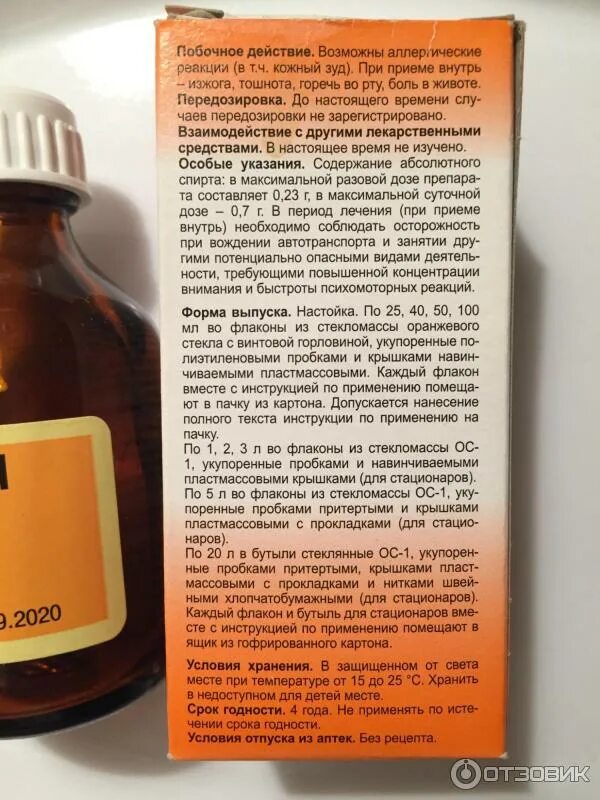 Побочное действие. Возможны аллергические
реакции (в т.ч. кожный зуд). При приеме внутрь
– изжога, тошнота, горечь во рту, боль в животе.
Передозировка. До настоящего времени слу-
чаев передозировки не зарегистрировано.
Взаимодействие с другими лекарственными
средствами. В настоящее время не изучено.
Особые указания. Содержание абсолютного
спирта: в максимальной разовой дозе препара-
та составляет 0,23 г, в максимальной суточной
дозе – 0,7 г. В период лечения (при приеме
внутрь) необходимо соблюдать осторожность
при вождении автотранспорта и занятии дру-
гими потенциально опасными видами деятель-
ности, требующими повышенной концентрации
внимания и быстроты психомоторных реакций.
Форма выпуска. Настойка. По 25, 40, 50, 100
мл во флаконы из стекломассы оранжевого
стекла с винтовой горловиной, укупоренные по-
лиэтиленовыми пробками и крышками навин-
чиваемыми пластмассовыми. Каждый флакон
вместе с инструкцией по применению помеща-
ют в пачку из картона. Допускается нанесение
полного текста инструкции по применению на
пачку.
По 1, 2, 3 л во флаконы из стекломассы ОС-
1, укупоренные пробками и навинчиваемыми
пластмассовыми крышками (для стационаров).
По 5 л во флаконы из стекломассы ОС-1, уку-
поренные пробками притертыми и крышками
пластмассовыми с прокладками (для стацио-
наров).
По 20 л в бутыли стеклянные ОС-1, укупорен-
ные пробками притертыми, крышками пласт-
массовыми с прокладками и нитками швей-
ными хлопчатобумажными (для стационаров).
Каждый флакон и бутыль для стационаров вме-
сте с инструкцией по применению помещают в
ящик из гофрированного картона.
Условия хранения. В защищенном от света
месте при температуре от 15 до 25 °С. Хранить
в недоступном для детей месте.
Срок годности. 4 года. Не применять по исте-
чении срока годности.
Условия отпуска из аптек. Без рецепта.
9.2020
ОТЗОВИК